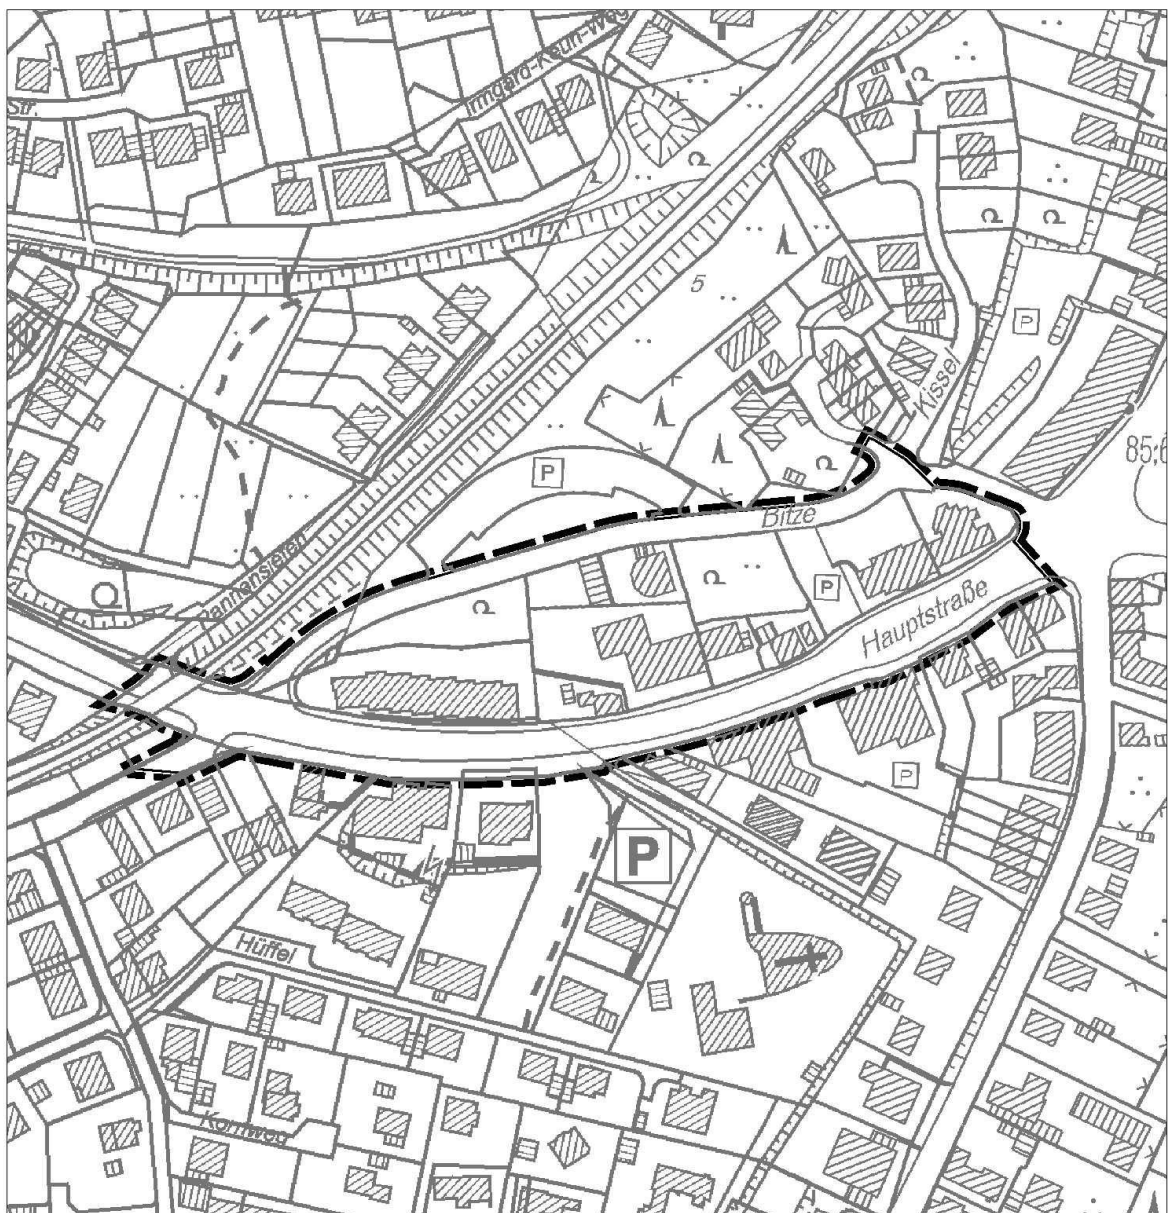 Irmgard-Keun-Weg
Str.
5
P
Kissel
85,6
P
Bitze
P
Hauptstraße
P
P
Hüffel
Kornweg